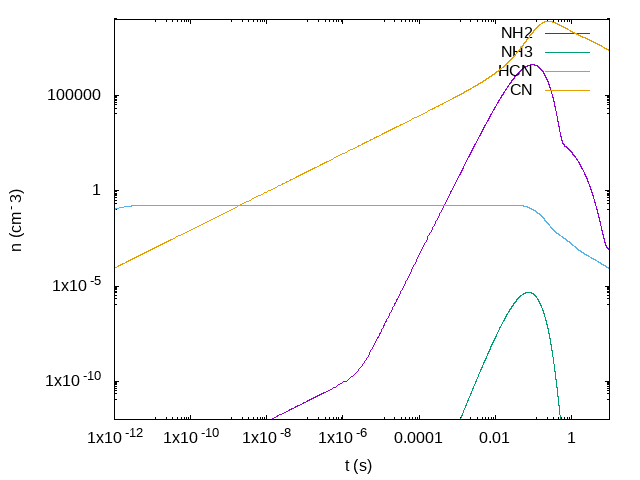 NH2
NH3
HCN
CN
100000
1
1x10^-5
1x10^-10
n (cm^- 3)
1x10^-12 1x10^-10 1x10^-8 1x10^-6 0.0001 0.01 1
t (s)